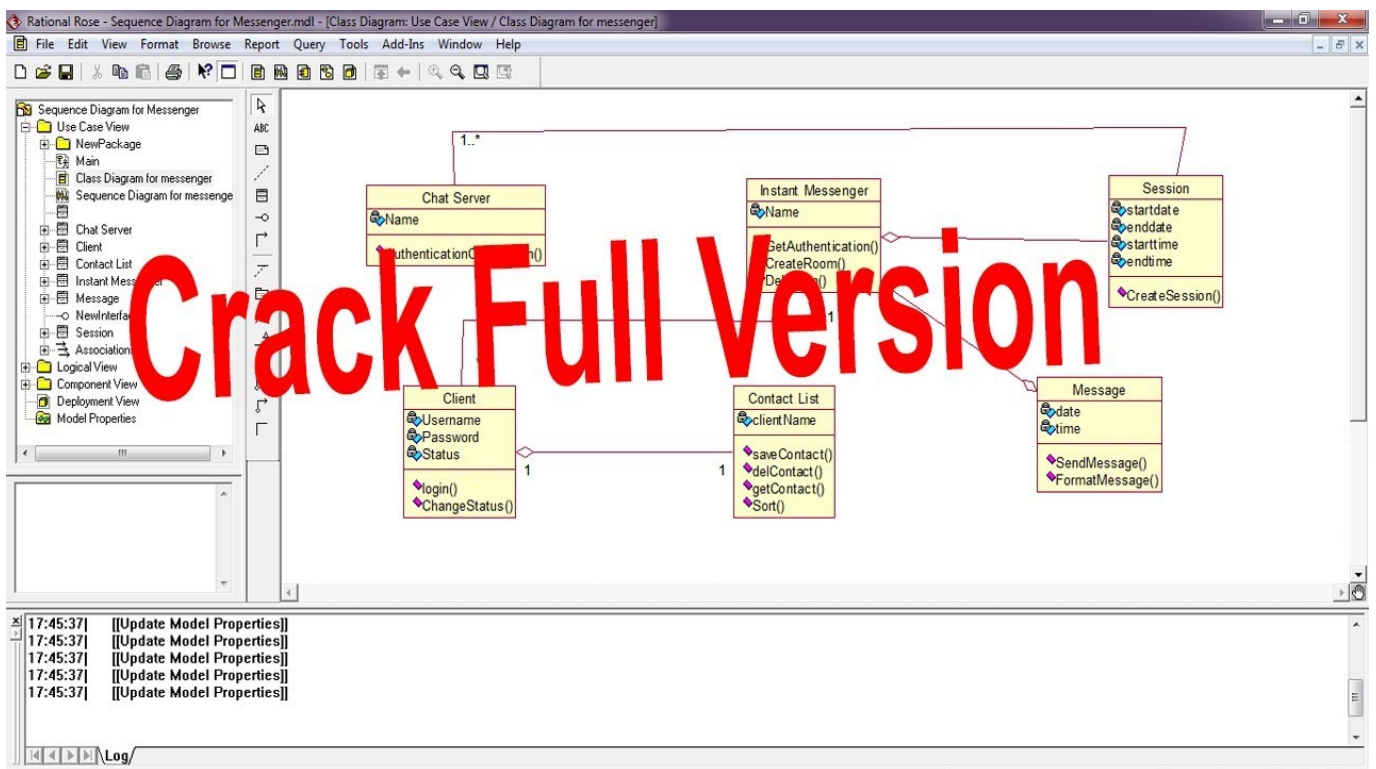 Rational Rose - Sequence Diagram for Messenger.mdl - [Class Diagram: Use Case View / Class Diagram for messenger]
File Edit View Format Browse Report Query Tools Add-Ins Window Help
Sequence Diagram for Messenger
Use Case View
NewPackage
Main
Class Diagram for messenger
Sequence Diagram for messenge
Chat Server
Client
Contact List
Instant
Message
Session
Logical View
Component View
Deployment View
Model Properties
ABC
1..*
Chat Server
Name
Instant Messenger
Name
GetAuthentication()
CreateRoom()
Session
startdate
enddate
starttime
endtime
CreateSession()
Crack Full Version
1
Client
Username
Password
Status
login()
ChangeStatus()
1
1
Contact List
clientName
saveContact()
delContact()
getContact()
Sort()
Message
date
time
SendMessage()
FormatMessage()
17:45:37| [[Update Model Properties]]
17:45:37| [[Update Model Properties]]
17:45:37| [[Update Model Properties]]
17:45:37| [[Update Model Properties]]
17:45:37| [[Update Model Properties]]
Log